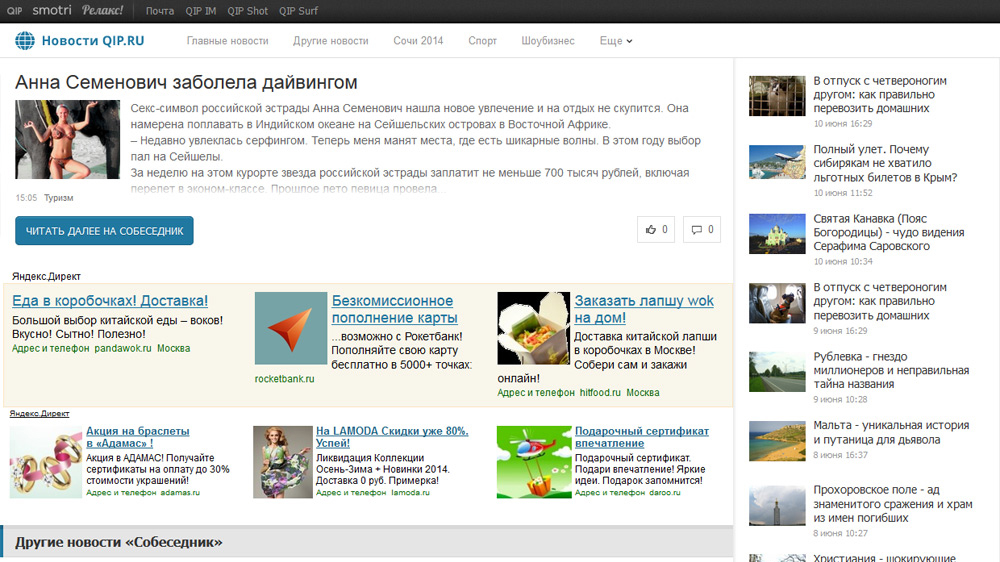 QIP smotri Релакс! Почта QIP IM QIP Shot QIP Surf
Новости QIP.RU Главные новости Другие новости Сочи 2014 Спорт Шоубизнес Еще
Анна Семенович заболела дайвингом
Секс-символ российской эстрады Анна Семенович нашла новое увлечение и на отдых не скупится. Она
намерена поплавать в Индийском океане на Сейшельских островах в Восточной Африке.
– Недавно увлеклась серфингом. Теперь меня манят места, где есть шикарные волны. В этом году выбор
пал на Сейшелы.
За неделю на этом курорте звезда российской эстрады заплатит не меньше 700 тысяч рублей, включая
перелет в эконом-классе. Прошлое лето певица провела...
15:05 Туризм
ЧИТАТЬ ДАЛЕЕ НА СОБЕСЕДНИК
0 0
Яндекс.Директ
Еда в коробочках! Доставка!
Большой выбор китайской еды – воков!
Вкусно! Сытно! Полезно!
Адрес и телефон pandawok.ru Москва
Безкомиссионное
пополнение карты
...возможно с Рокетбанк!
Пополняйте свою карту
бесплатно в 5000+ точках:
rocketbank.ru
Заказать лапшу wok
на дом!
Доставка китайской лапши
в коробочках в Москве!
Собери сам и закажи
онлайн!
Адрес и телефон hitfood.ru Москва
Яндекс.Директ
Акция на браслеты
в «Адамас» !
Акция в АДАМАС! Получайте
сертификаты на оплату до 30%
стоимости украшений!
Адрес и телефон adamas.ru
На LAMODA Скидки уже 80%.
Успей!
Ликвидация Коллекции
Осень-Зима + Новинки 2014.
Доставка 0 руб. Примерка!
Адрес и телефон lamoda.ru
Подарочный сертификат
впечатление
Подарочный сертификат.
Подари впечатление! Яркие
идеи. Подарок запомнится!
Адрес и телефон daroo.ru
Другие новости «Собеседник»
В отпуск с четвероногим
другом: как правильно
перевозить домашних
10 июня 16:29
Полный улет. Почему
сибирякам не хватило
льготных билетов в Крым?
10 июня 11:52
Святая Канавка (Пояс
Богородицы) - чудо видения
Серафима Саровского
10 июня 10:34
В отпуск с четвероногим
другом: как правильно
перевозить домашних
9 июня 16:29
Рублевка - гнездо
миллионеров и неправильная
тайна названия
9 июня 10:28
Мальта - уникальная история
и путаница для дьявола
8 июня 16:37
Прохоровское поле - ад
знаменитого сражения и храм
из имен погибших
8 июня 10:27
Христиания - шокирующие